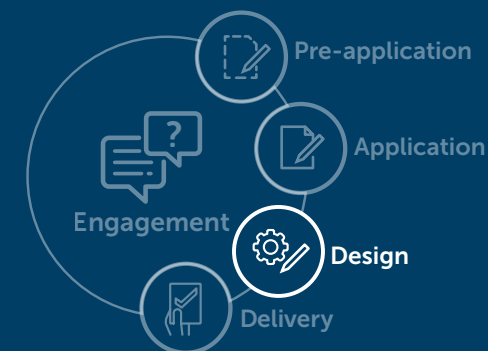 Pre-application
?
Application
Engagement
Design
Delivery